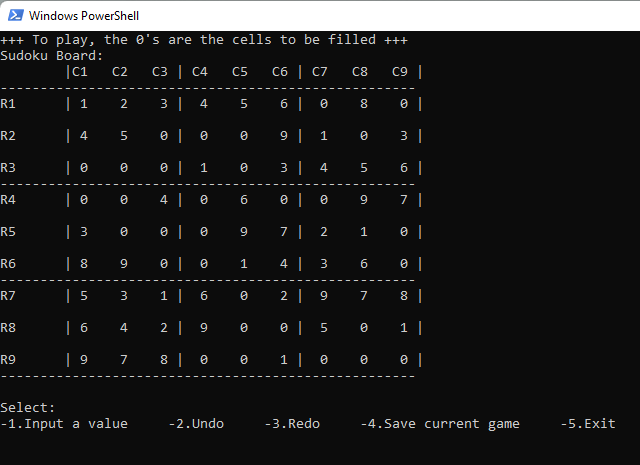 Windows PowerShell
+++ To play, the 0's are the cells to be filled +++
Sudoku Board:
        |C1   C2   C3 | C4   C5   C6 | C7   C8   C9 |
----------------------------------------------------
R1      | 1    2    3 |  4    5    6 |  0    8    0 |
R2      | 4    5    0 |  0    0    9 |  1    0    3 |
R3      | 0    0    0 |  1    0    3 |  4    5    6 |
----------------------------------------------------
R4      | 0    0    4 |  0    6    0 |  0    9    7 |
R5      | 3    0    0 |  0    9    7 |  2    1    0 |
R6      | 8    9    0 |  0    1    4 |  3    6    0 |
----------------------------------------------------
R7      | 5    3    1 |  6    0    2 |  9    7    8 |
R8      | 6    4    2 |  9    0    0 |  5    0    1 |
R9      | 9    7    8 |  0    0    1 |  0    0    0 |
----------------------------------------------------
Select:
-1.Input a value     -2.Undo     -3.Redo     -4.Save current game     -5.Exit